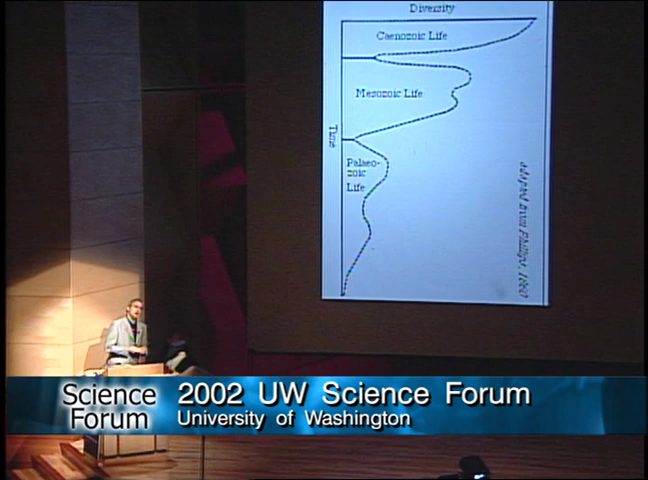 Diversity
Caenozoic Life
Mesozoic Life
Time
Palaeo-
zoic
Life
adapted from Phillips, 1860
Science
Forum
2002 UW Science Forum
University of Washington